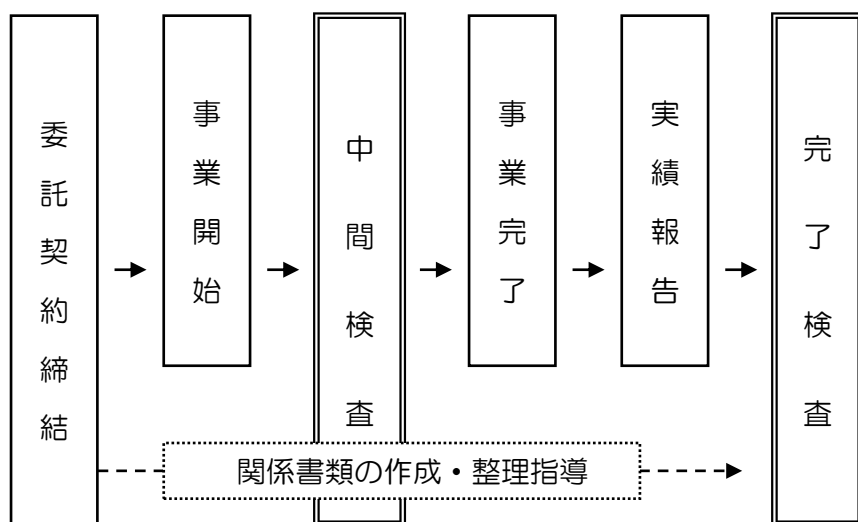 委託契約締結
事業開始
中間検査
事業完了
実績報告
完了検査
関係書類の作成・整理指導